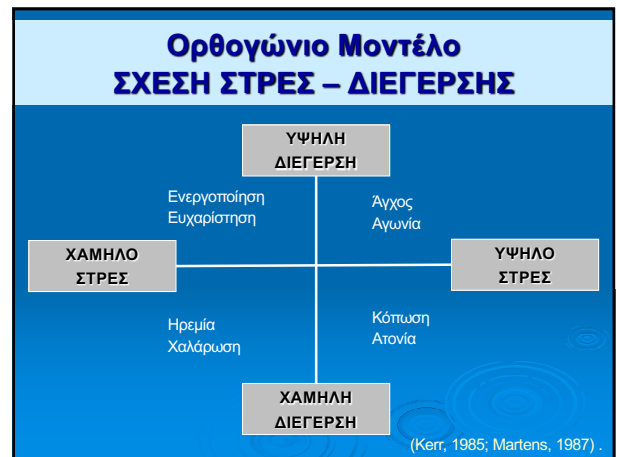 Ορθογώνιο Μοντέλο
ΣΧΕΣΗ ΣΤΡΕΣ – ΔΙΕΓΕΡΣΗΣ
ΥΨΗΛΗ
ΔΙΕΓΕΡΣΗ
Ενεργοποίηση
Ευχαρίστηση
Άγχος
Αγωνία
ΧΑΜΗΛΟ
ΣΤΡΕΣ
ΥΨΗΛΟ
ΣΤΡΕΣ
Ηρεμία
Χαλάρωση
Κόπωση
Ατονία
ΧΑΜΗΛΗ
ΔΙΕΓΕΡΣΗ
(Kerr, 1985; Martens, 1987) .